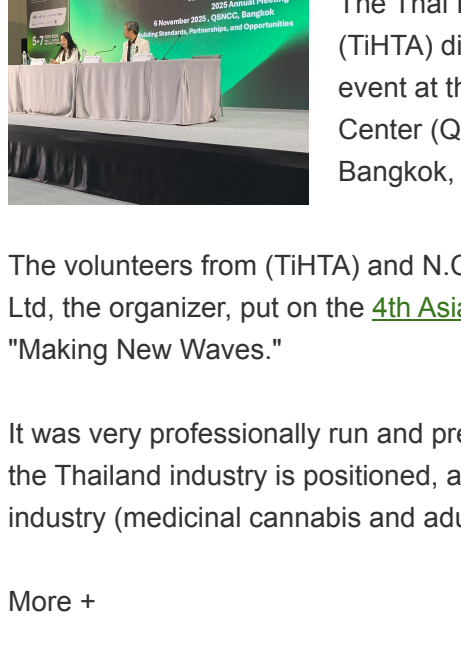 2025 Annual Meeting
6 November 2025, QSNCC, Bangkok
Building Standards, Partnerships, and Opportunities
5-7
The Thai
(TiHTA) di
event at th
Center (Q
Bangkok,
The volunteers from (TiHTA) and N.C
Ltd, the organizer, put on the 4th Asia
"Making New Waves."
It was very professionally run and pre
the Thailand industry is positioned, a
industry (medicinal cannabis and adu
More +